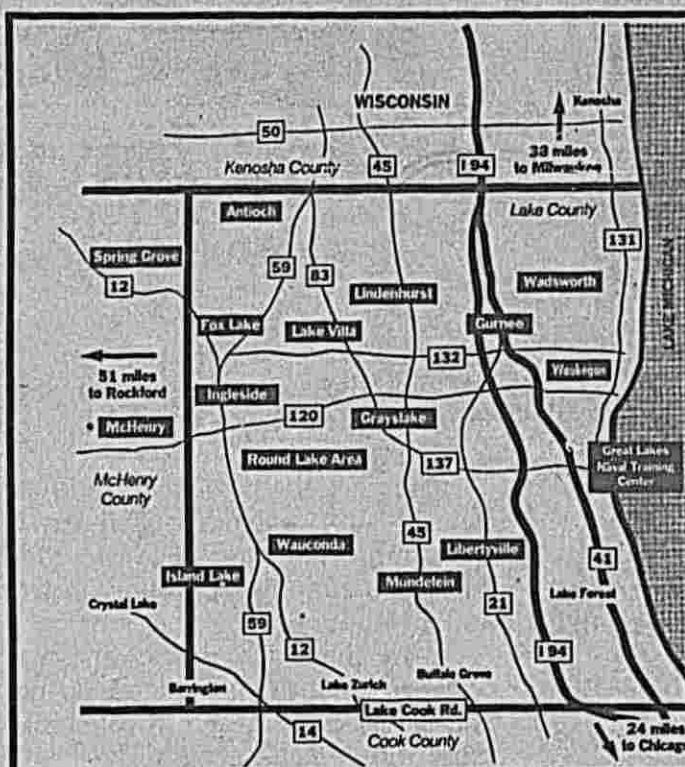 WISCONSIN
Kenosha
50
33 miles
to Milwaukee
Kenosha County
45
I 94
Antioch
Lake County
131
Spring Grove
12
59
83
Wadsworth
Lindenhurst
LAKE MICHIGAN
Fox Lake
Lake Villa
Gurnee
132
51 miles
to Rockford
Waukegan
Ingleside
120
Grayslake
McHenry
Round Lake Area
137
Great Lakes
Naval Training
Center
McHenry
County
45
Wauconda
Libertyville
41
Island Lake
Mundelein
Crystal Lake
21
Lake Forest
59
12
I 94
Buffalo Grove
Barrington
Lake Zurich
Lake Cook Rd.
14
Cook County
24 miles
to Chicago